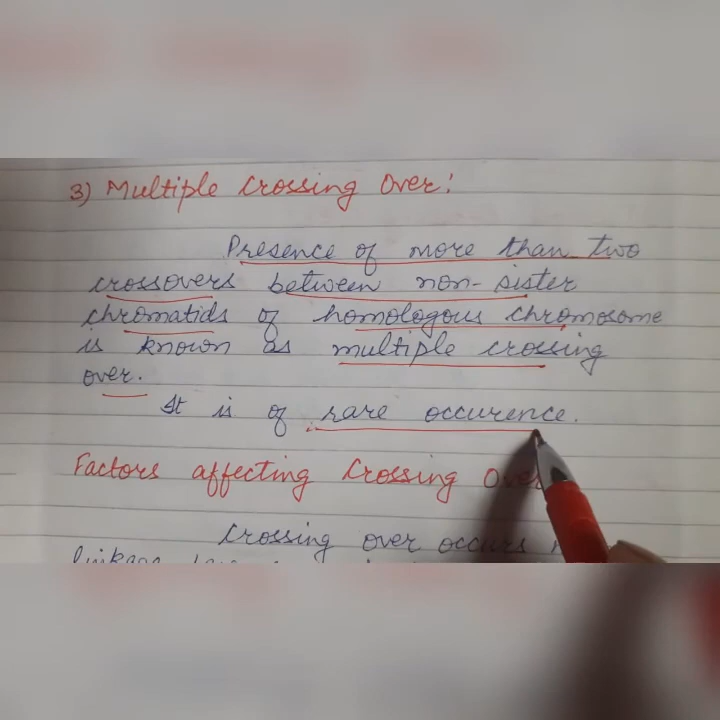 3) Multiple Crossing Over:
Presence of more than two
crossovers between non-sister
chromatids of homologous chromosome
is known as multiple crossing
over.
It is of rare occurence.
Factors affecting Crossing
Crossing over occurs